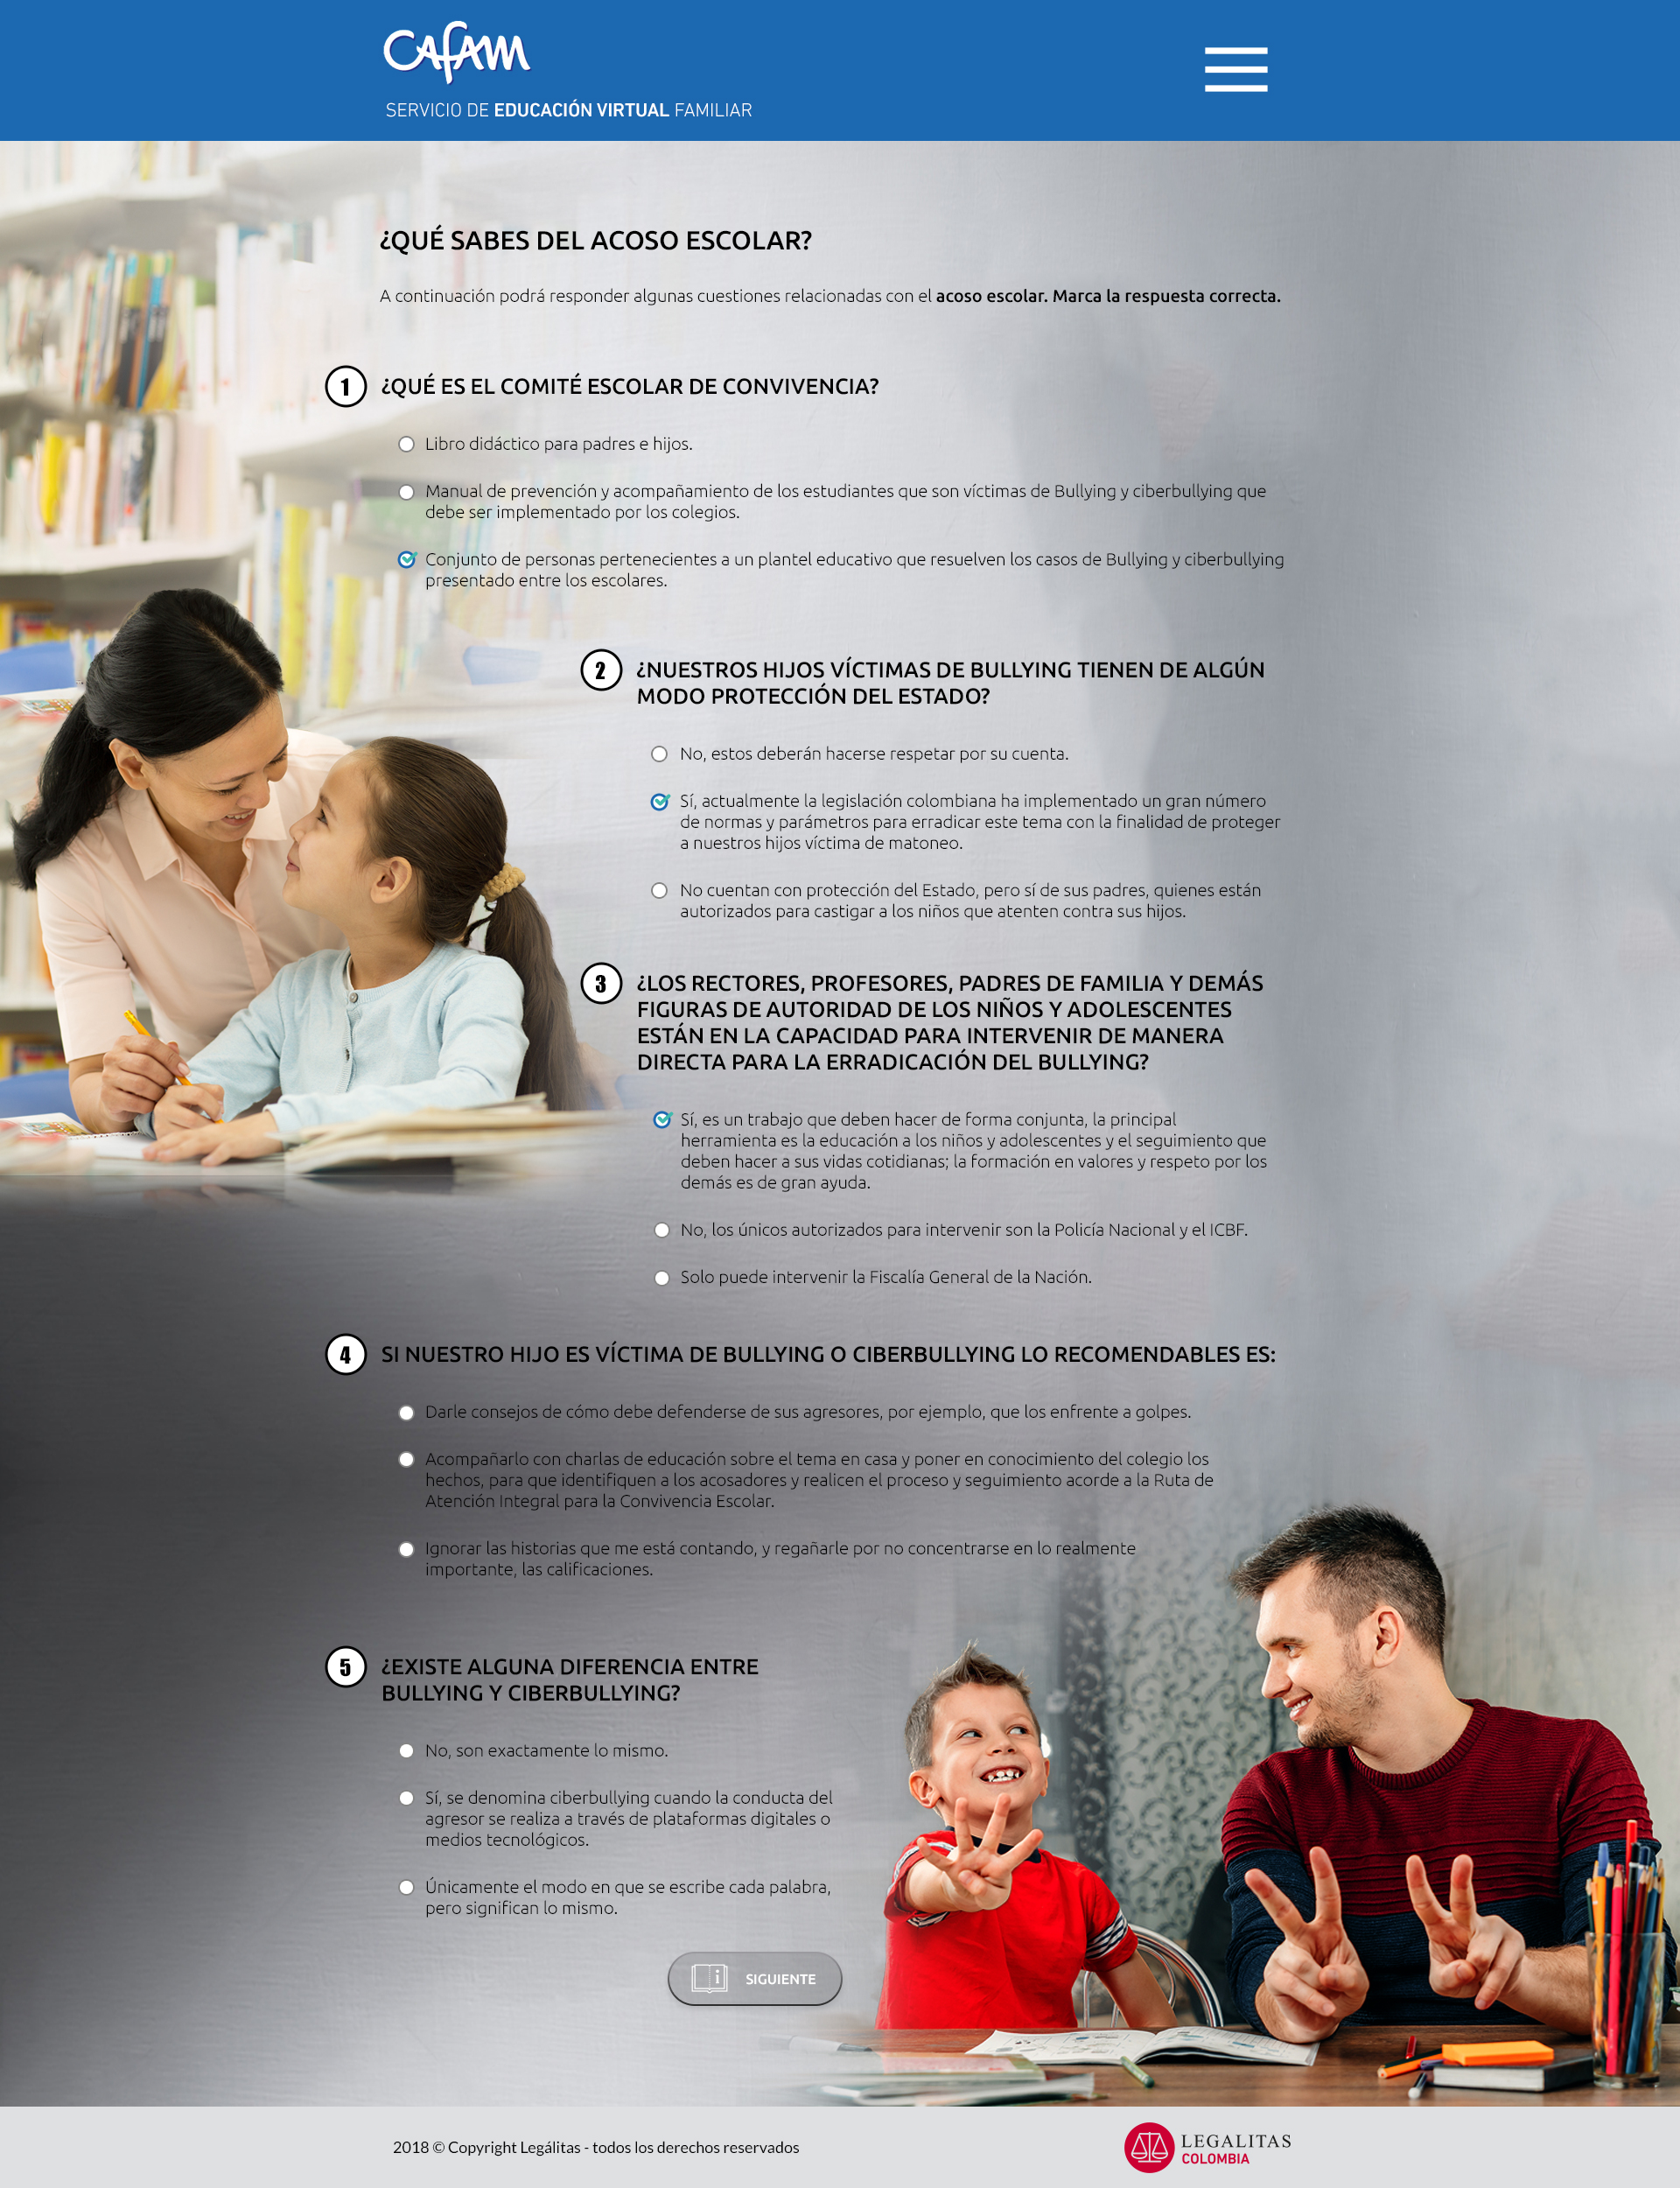 Cafam
SERVICIO DE EDUCACIÓN VIRTUAL FAMILIAR
¿QUÉ SABES DEL ACOSO ESCOLAR?
A continuación podrá responder algunas cuestiones relacionadas con el acoso escolar. Marca la respuesta correcta.
1 ¿QUÉ ES EL COMITÉ ESCOLAR DE CONVIVENCIA?
Libro didáctico para padres e hijos.
Manual de prevención y acompañamiento de los estudiantes que son víctimas de Bullying y ciberbullying que
debe ser implementado por los colegios.
Conjunto de personas pertenecientes a un plantel educativo que resuelven los casos de Bullying y ciberbullying
presentado entre los escolares.
2 ¿NUESTROS HIJOS VÍCTIMAS DE BULLYING TIENEN DE ALGÚN
MODO PROTECCIÓN DEL ESTADO?
No, estos deberán hacerse respetar por su cuenta.
Sí, actualmente la legislación colombiana ha implementado un gran número
de normas y parámetros para erradicar este tema con la finalidad de proteger
a nuestros hijos víctima de matoneo.
No cuentan con protección del Estado, pero sí de sus padres, quienes están
autorizados para castigar a los niños que atenten contra sus hijos.
3 ¿LOS RECTORES, PROFESORES, PADRES DE FAMILIA Y DEMÁS
FIGURAS DE AUTORIDAD DE LOS NIÑOS Y ADOLESCENTES
ESTÁN EN LA CAPACIDAD PARA INTERVENIR DE MANERA
DIRECTA PARA LA ERRADICACIÓN DEL BULLYING?
Sí, es un trabajo que deben hacer de forma conjunta, la principal
herramienta es la educación a los niños y adolescentes y el seguimiento que
deben hacer a sus vidas cotidianas; la formación en valores y respeto por los
demás es de gran ayuda.
No, los únicos autorizados para intervenir son la Policía Nacional y el ICBF.
Solo puede intervenir la Fiscalía General de la Nación.
4 SI NUESTRO HIJO ES VÍCTIMA DE BULLYING O CIBERBULLYING LO RECOMENDABLES ES:
Darle consejos de cómo debe defenderse de sus agresores, por ejemplo, que los enfrente a golpes.
Acompañarlo con charlas de educación sobre el tema en casa y poner en conocimiento del colegio los
hechos, para que identifiquen a los acosadores y realicen el proceso y seguimiento acorde a la Ruta de
Atención Integral para la Convivencia Escolar.
Ignorar las historias que me está contando, y regañarle por no concentrarse en lo realmente
importante, las calificaciones.
5 ¿EXISTE ALGUNA DIFERENCIA ENTRE
BULLYING Y CIBERBULLYING?
No, son exactamente lo mismo.
Sí, se denomina ciberbullying cuando la conducta del
agresor se realiza a través de plataformas digitales o
medios tecnológicos.
Únicamente el modo en que se escribe cada palabra,
pero significan lo mismo.
SIGUIENTE
2018 © Copyright Legálitas - todos los derechos reservados
LEGALITAS
COLOMBIA